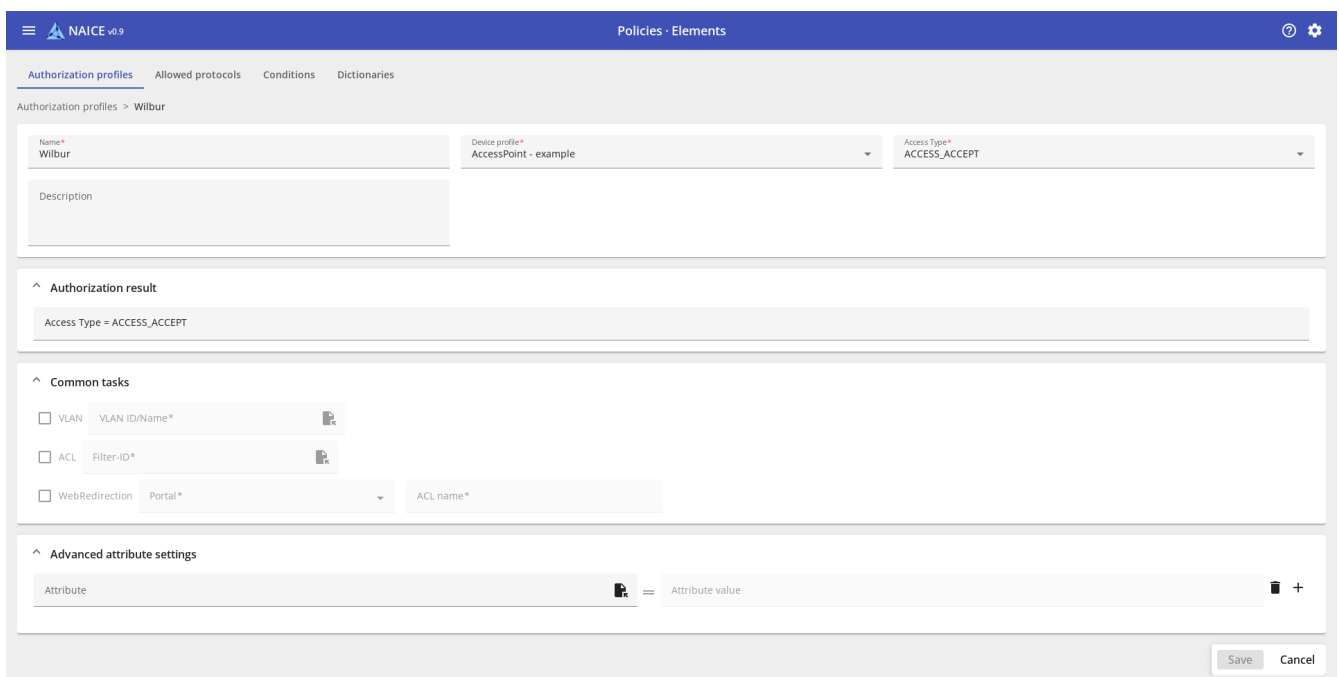 NAICE v0.9
Policies · Elements
Authorization profiles Allowed protocols Conditions Dictionaries
Authorization profiles > Wilbur
Name* Device profile* Access Type*
Wilbur AccessPoint - example ACCESS_ACCEPT
Description
Authorization result
Access Type = ACCESS_ACCEPT
Common tasks
VLAN VLAN ID/Name*
ACL Filter-ID*
WebRedirection Portal* ACL name*
Advanced attribute settings
Attribute = Attribute value
Save Cancel